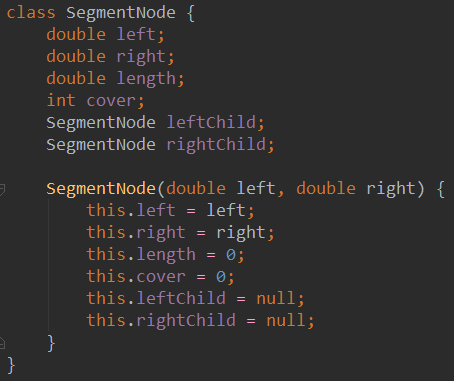 class SegmentNode {
    double left;
    double right;
    double length;
    int cover;
    SegmentNode leftChild;
    SegmentNode rightChild;

    SegmentNode(double left, double right) {
        this.left = left;
        this.right = right;
        this.length = 0;
        this.cover = 0;
        this.leftChild = null;
        this.rightChild = null;
    }
}